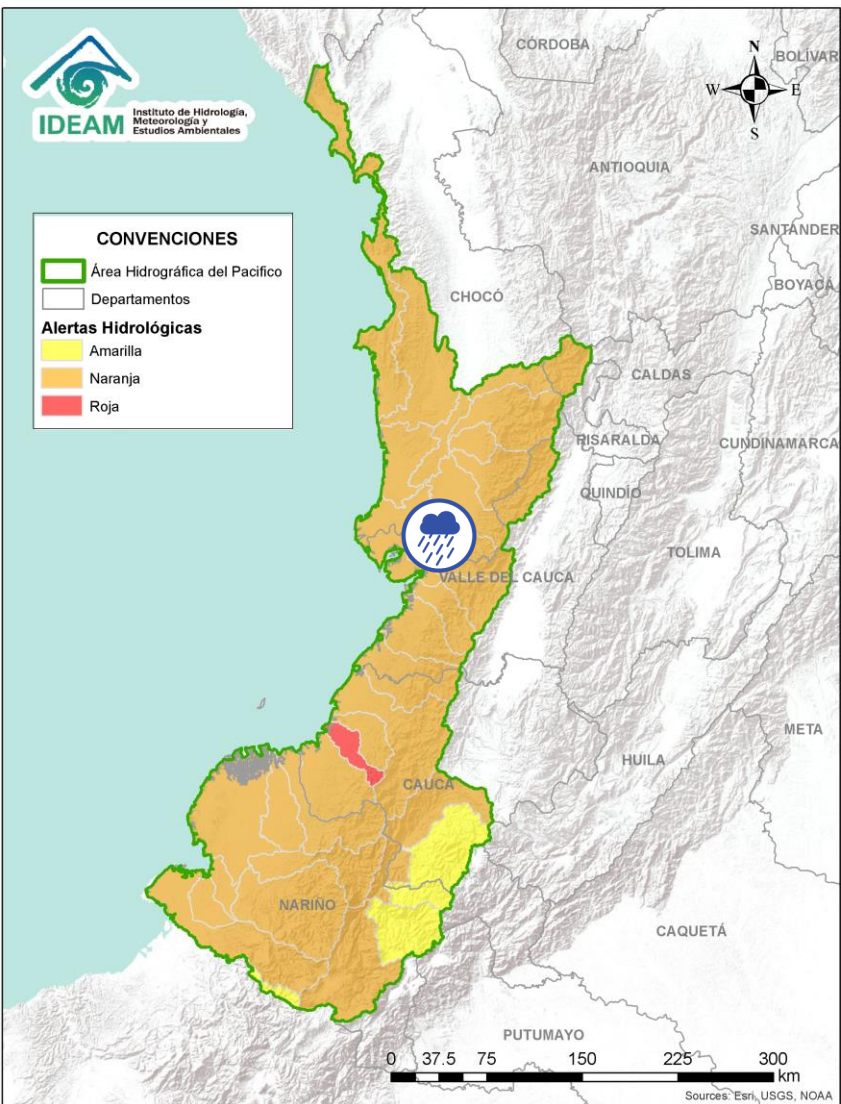 IDEAM
Instituto de Hidrología,
Meteorología y
Estudios Ambientales
N
W
E
S
CÓRDOBA
BOLÍVAR
ANTIOQUIA
SANTANDER
BOYACÁ
CHOCÓ
CALDAS
RISARALDA
CUNDINAMARCA
QUINDÍO
TOLIMA
VALLE DEL CAUCA
META
HUILA
CAUCA
NARIÑO
CAQUETÁ
PUTUMAYO
CONVENCIONES
Área Hidrográfica del Pacifico
Departamentos
Alertas Hidrológicas
Amarilla
Naranja
Roja
0 37.5 75 150 225 300
km
Sources: Esri, USGS, NOAA